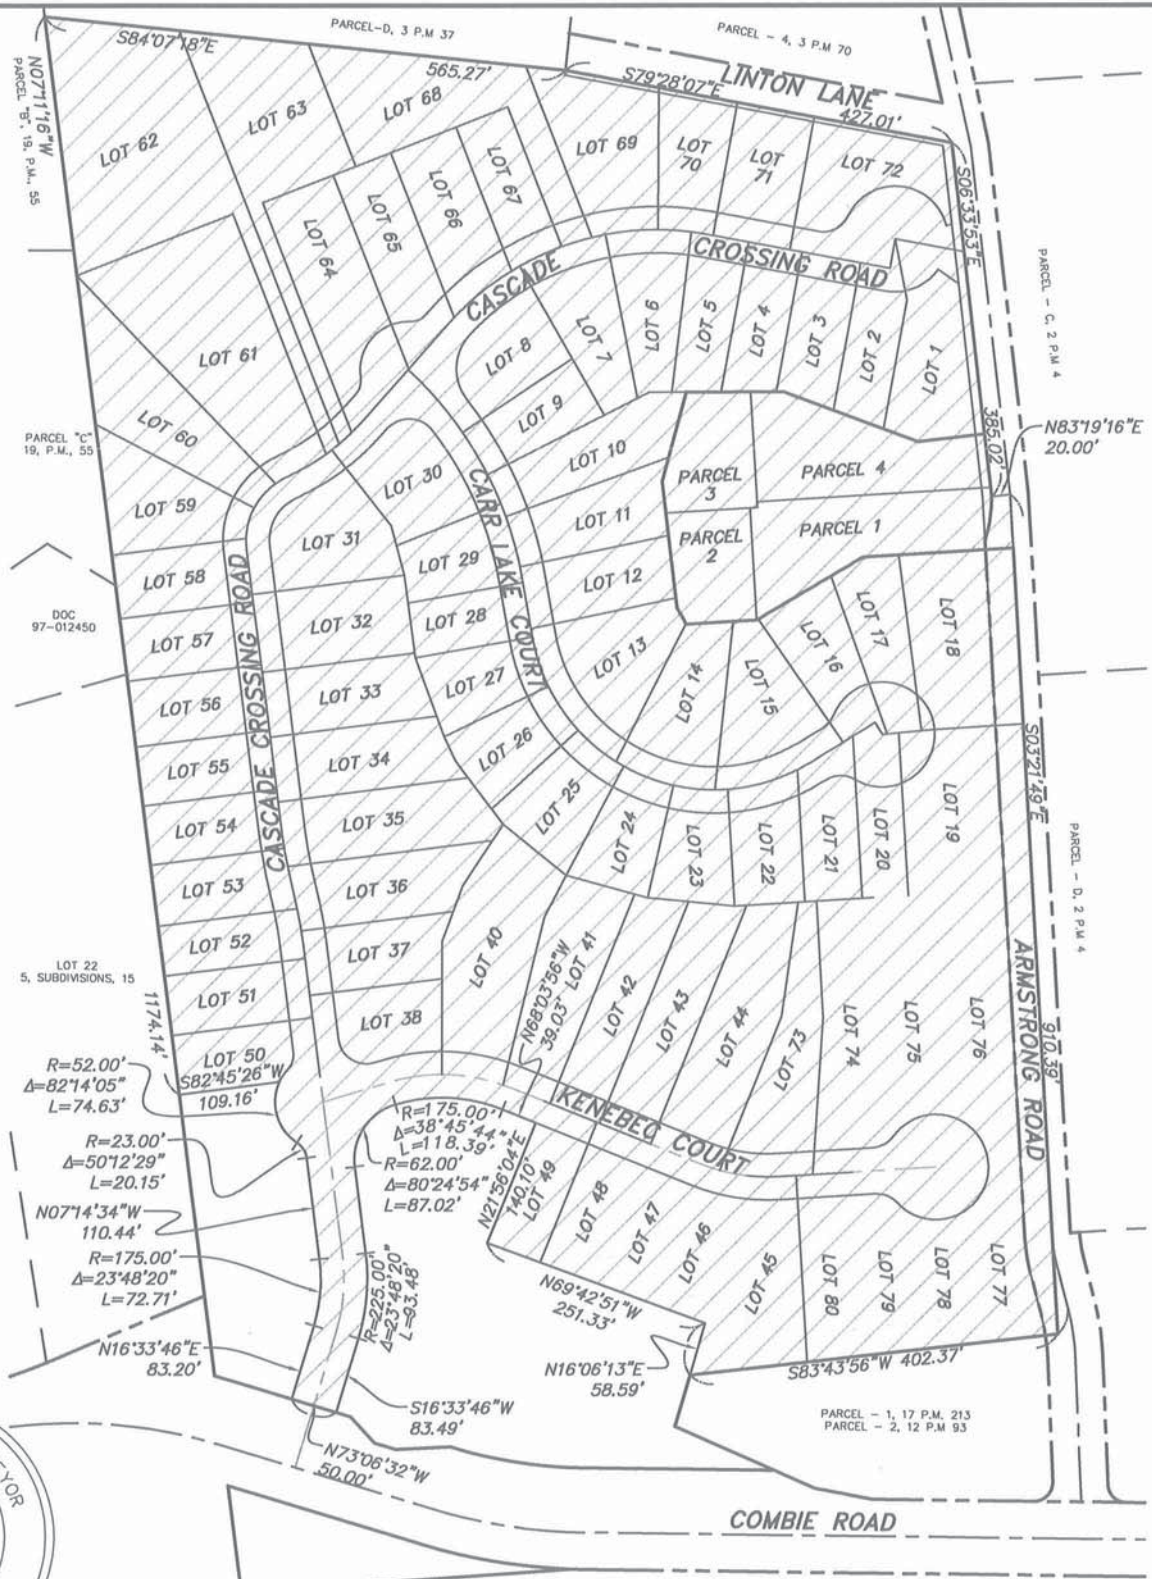 PARCEL-D, 3 P.M 37
PARCEL - 4, 3 P.M 70
S84°07'18"E
565.27'
S79°28'07"E
LINTON LANE
427.01'
N07°11'16"W
PARCEL "B", 19, P.M., 55
LOT 62
LOT 63
LOT 68
LOT 69
LOT
70
LOT
71
LOT 72
S06°33'53"E
LOT 64
LOT 65
LOT 66
LOT 67
CASCADE
CROSSING ROAD
PARCEL - C, 2 P.M 4
LOT 8
LOT 7
LOT 6
LOT 5
LOT 4
LOT 3
LOT 2
LOT 1
LOT 61
LOT 60
LOT 9
385.02'
N83°19'16"E
20.00'
PARCEL "C"
19, P.M., 55
LOT 59
LOT 30
LOT 10
PARCEL
3
PARCEL 4
CARR LAKE COURT
LOT 31
LOT 11
PARCEL
2
PARCEL 1
LOT 58
LOT 29
LOT 12
DOC
97-012450
LOT 57
CASCADE CROSSING ROAD
LOT 32
LOT 28
LOT 13
LOT 16
LOT 17
LOT 18
LOT 56
LOT 33
LOT 27
LOT 14
LOT 15
LOT 55
LOT 34
LOT 26
S03°21'49"E
LOT 54
LOT 35
LOT 25
LOT 24
LOT 23
LOT 22
LOT 21
LOT 20
LOT 19
PARCEL - D, 2 P.M 4
LOT 53
LOT 36
LOT 52
LOT 37
LOT 40
LOT 22
5, SUBDIVISIONS, 15
1174.14'
LOT 51
LOT 38
N68°03'56"W
39.03'
LOT 41
LOT 42
LOT 43
LOT 44
LOT 73
LOT 74
LOT 75
LOT 76
ARMSTRONG ROAD
910.39'
LOT 50
S82°45'26"W
109.16'
R=52.00'
Δ=82°14'05"
L=74.63'
R=175.00'
Δ=38°45'44"
L=118.39'
KENEBEC COURT
R=23.00'
Δ=50°12'29"
L=20.15'
R=62.00'
Δ=80°24'54"
L=87.02'
N21°56'04"E
140.10'
LOT 49
LOT 48
LOT 47
LOT 46
LOT 45
LOT 80
LOT 79
LOT 78
LOT 77
N07°14'34"W
110.44'
R=175.00'
Δ=23°48'20"
L=72.71'
R=225.00'
Δ=23°48'20"
L=93.48'
N69°42'51"W
251.33'
N16°33'46"E
83.20'
N16°06'13"E
58.59'
S83°43'56"W 402.37'
S16°33'46"W
83.49'
PARCEL - 1, 17 P.M. 213
PARCEL - 2, 12 P.M 93
N73°06'32"W
50.00'
YOR
COMBIE ROAD